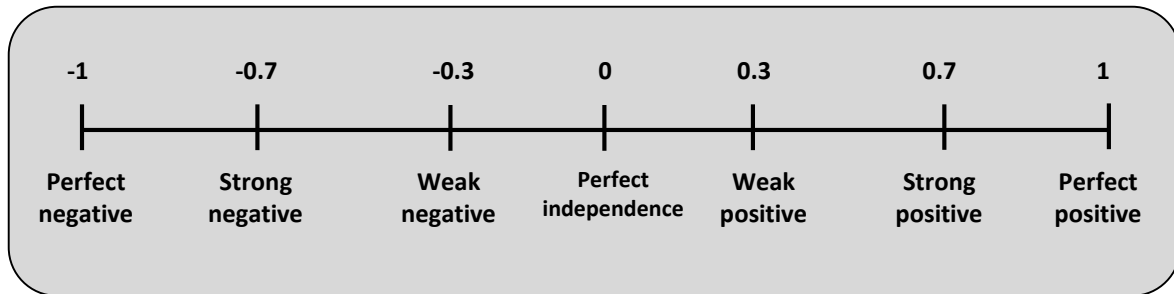 -1 -0.7 -0.3 0 0.3 0.7 1
Perfect Strong Weak Perfect Weak Strong Perfect
negative negative negative independence positive positive positive